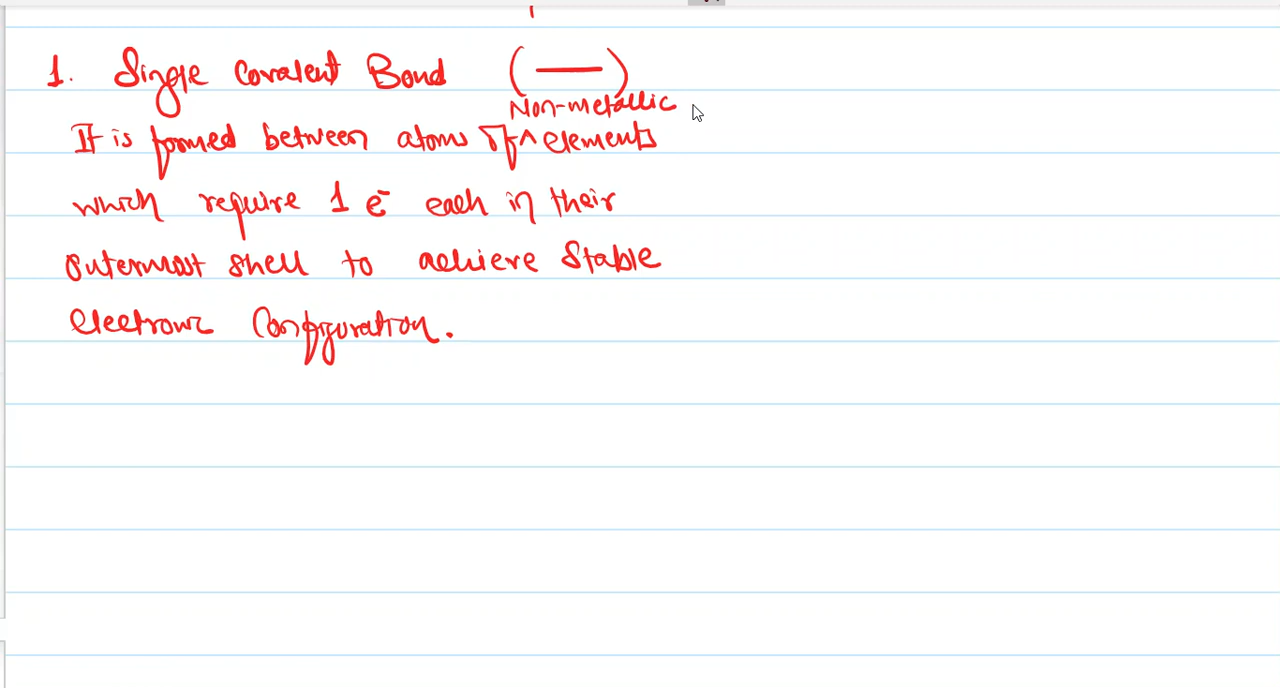 1. Single Covalent Bond (—)
Non-metallic
It is formed between atoms of ^ elements
which require 1 e⁻ each in their
outermost shell to achieve stable
electronic configuration.